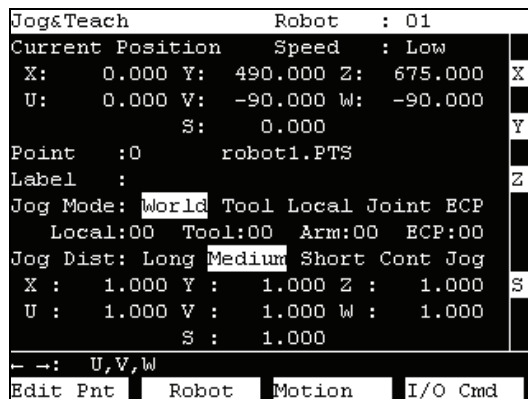 Jog&Teach Robot : 01
Current Position Speed : Low
X: 0.000 Y: 490.000 Z: 675.000 X
U: 0.000 V: -90.000 W: -90.000
S: 0.000 Y
Point :0 robot1.PTS
Label : Z
Jog Mode: World Tool Local Joint ECP
Local:00 Tool:00 Arm:00 ECP:00
Jog Dist: Long Medium Short Cont Jog
X : 1.000 Y : 1.000 Z : 1.000 S
U : 1.000 V : 1.000 W : 1.000
S : 1.000
← →: U,V,W
Edit Pnt Robot Motion I/O Cmd